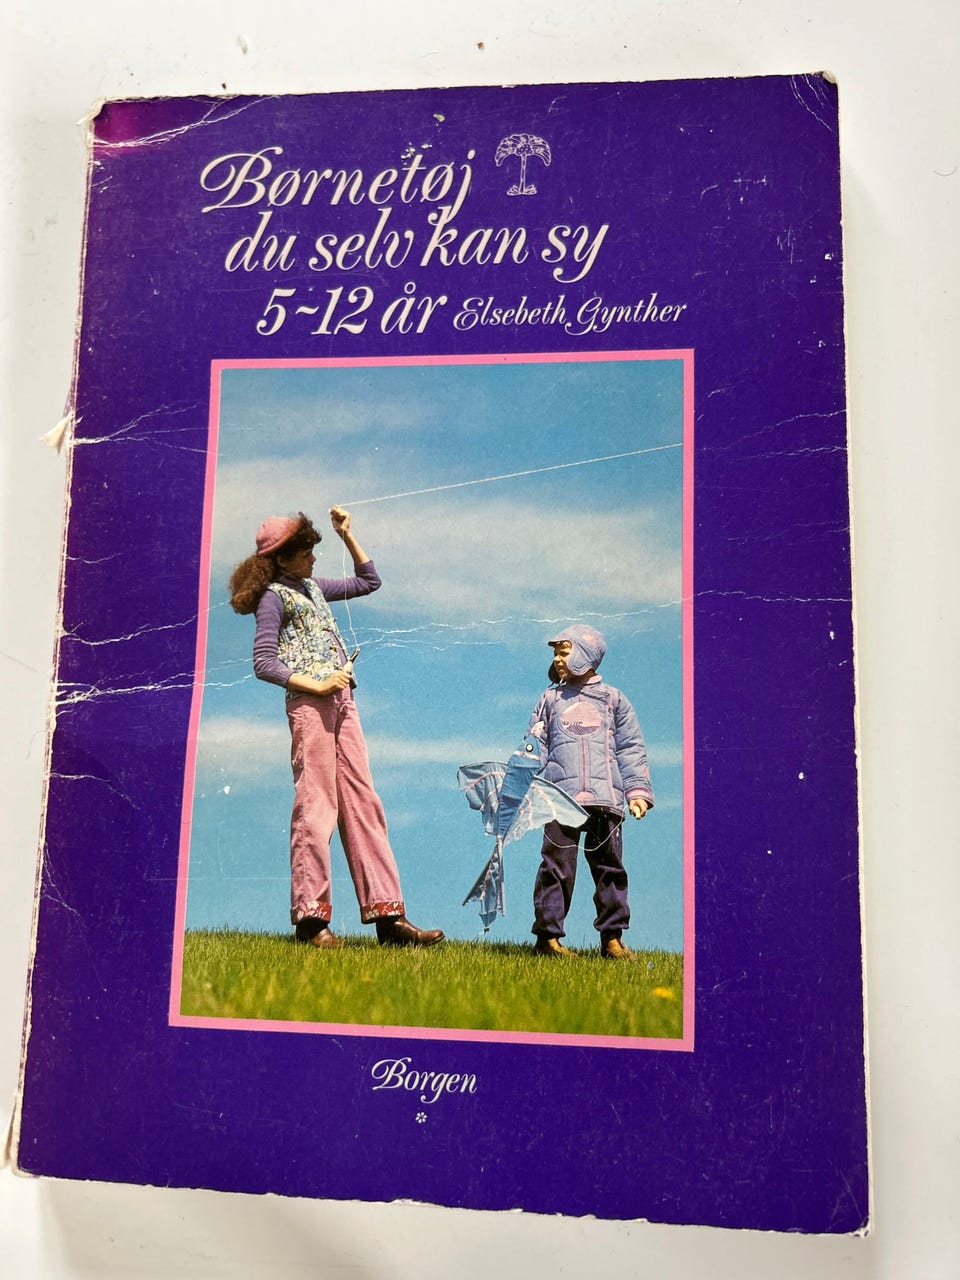 Børnetøj
du selv kan sy
5~12 år Elsebeth Gynther
Borgen